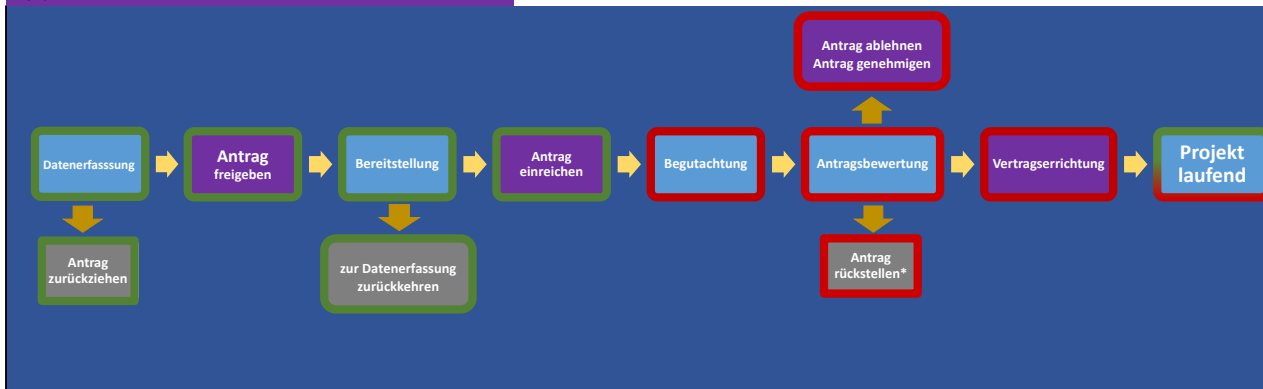 Antrag ablehnen
Antrag genehmigen
Datenerfasssung
Antrag
freigeben
Bereitstellung
Antrag
einreichen
Begutachtung
Antragsbewertung
Vertragserrichtung
Projekt
laufend
Antrag
zurückziehen
zur Datenerfassung
zurückkehren
Antrag
rückstellen*